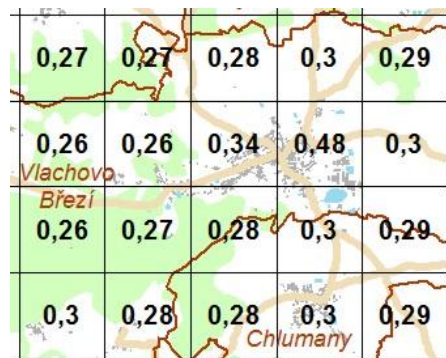 0,27 0,27 0,28 0,3 0,29
0,26 0,26 0,34 0,48 0,3
Vlachovo
Březí
0,26 0,27 0,28 0,3 0,29
0,3 0,28 0,28 0,3 0,29
Chlumany